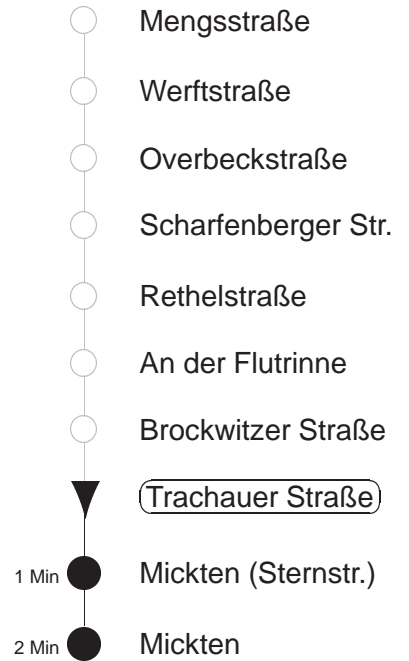 Mengsstraße
Werftstraße
Overbeckstraße
Scharfenberger Str.
Rethelstraße
An der Flutrinne
Brockwitzer Straße
Trachauer Straße
1 Min Mickten (Sternstr.)
2 Min Mickten